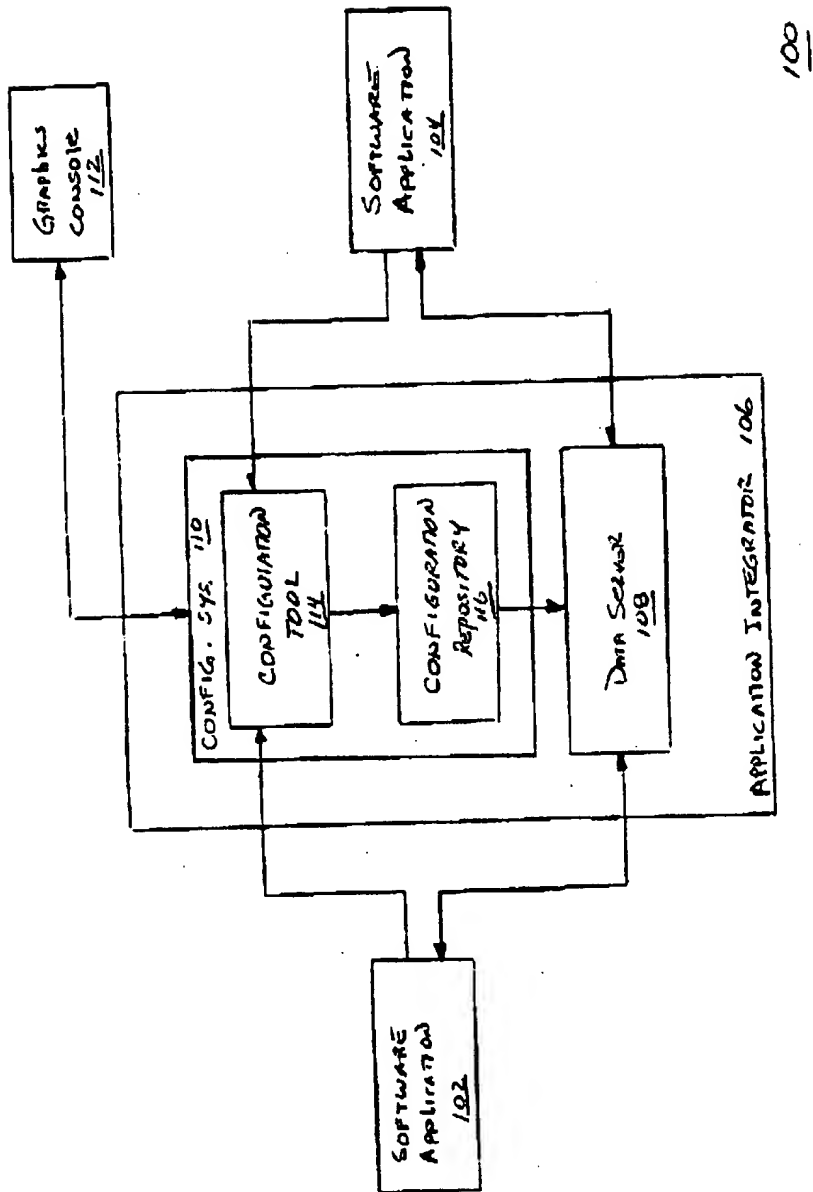 100
GRAPHICS
CONSOLE
112
SOFTWARE
APPLICATION
104
CONFIG. SYS. 110
CONFIGURATION
TOOL
114
CONFIGURATION
REPOSITORY
116
DATA SERVER
108
APPLICATION INTEGRATOR 106
SOFTWARE
APPLICATION
102